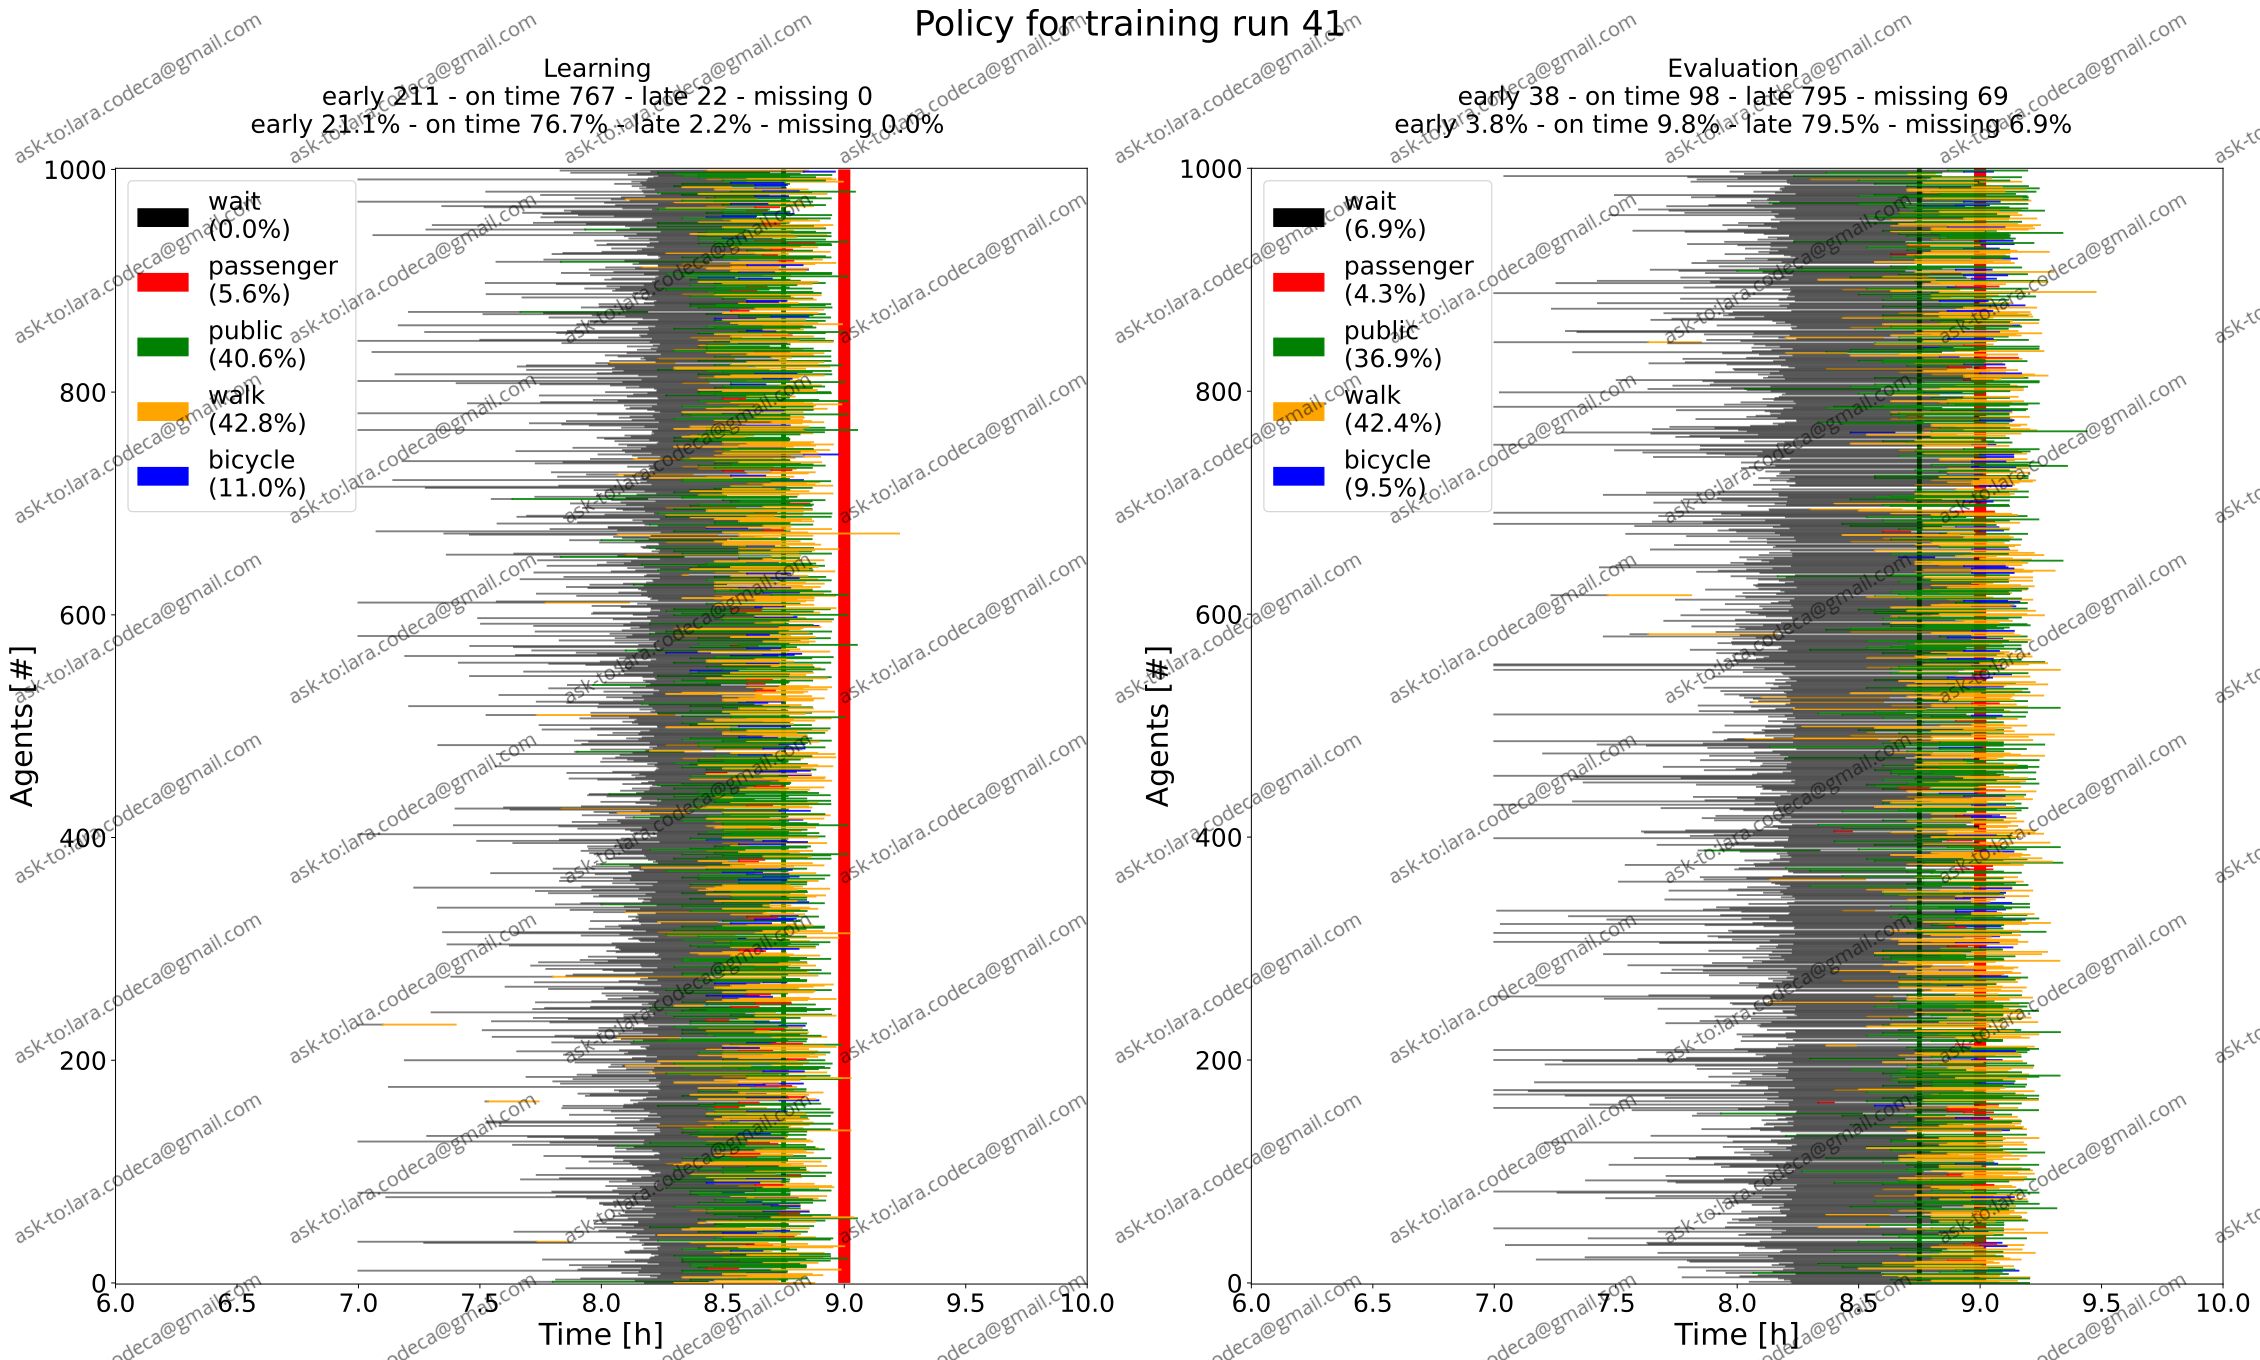 Policy for training run 41
Learning
early 211 - on time 767 - late 22 - missing 0
early 21.1% - on time 76.7% - late 2.2% - missing 0.0%
1000
800
600
400
200
0
Agents [#]
wait
(0.0%)
passenger
(5.6%)
public
(40.6%)
walk
(42.8%)
bicycle
(11.0%)
6.0 6.5 7.0 7.5 8.0 8.5 9.0 9.5 10.0
Time [h]
Evaluation
early 38 - on time 98 - late 795 - missing 69
early 3.8% - on time 9.8% - late 79.5% - missing 6.9%
1000
800
600
400
200
0
Agents [#]
wait
(6.9%)
passenger
(4.3%)
public
(36.9%)
walk
(42.4%)
bicycle
(9.5%)
6.0 6.5 7.0 7.5 8.0 8.5 9.0 9.5 10.0
Time [h]
ask-to:lara.codeca@gmail.com